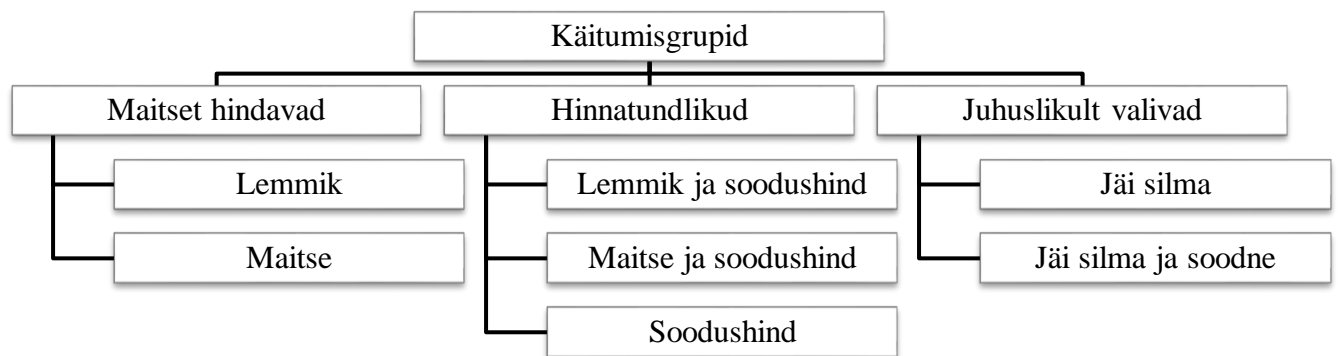 Käitumisgrupid
Maitset hindavad
Lemmik
Maitse
Hinnatundlikud
Lemmik ja soodushind
Maitse ja soodushind
Soodushind
Juhuslikult valivad
Jäi silma
Jäi silma ja soodne